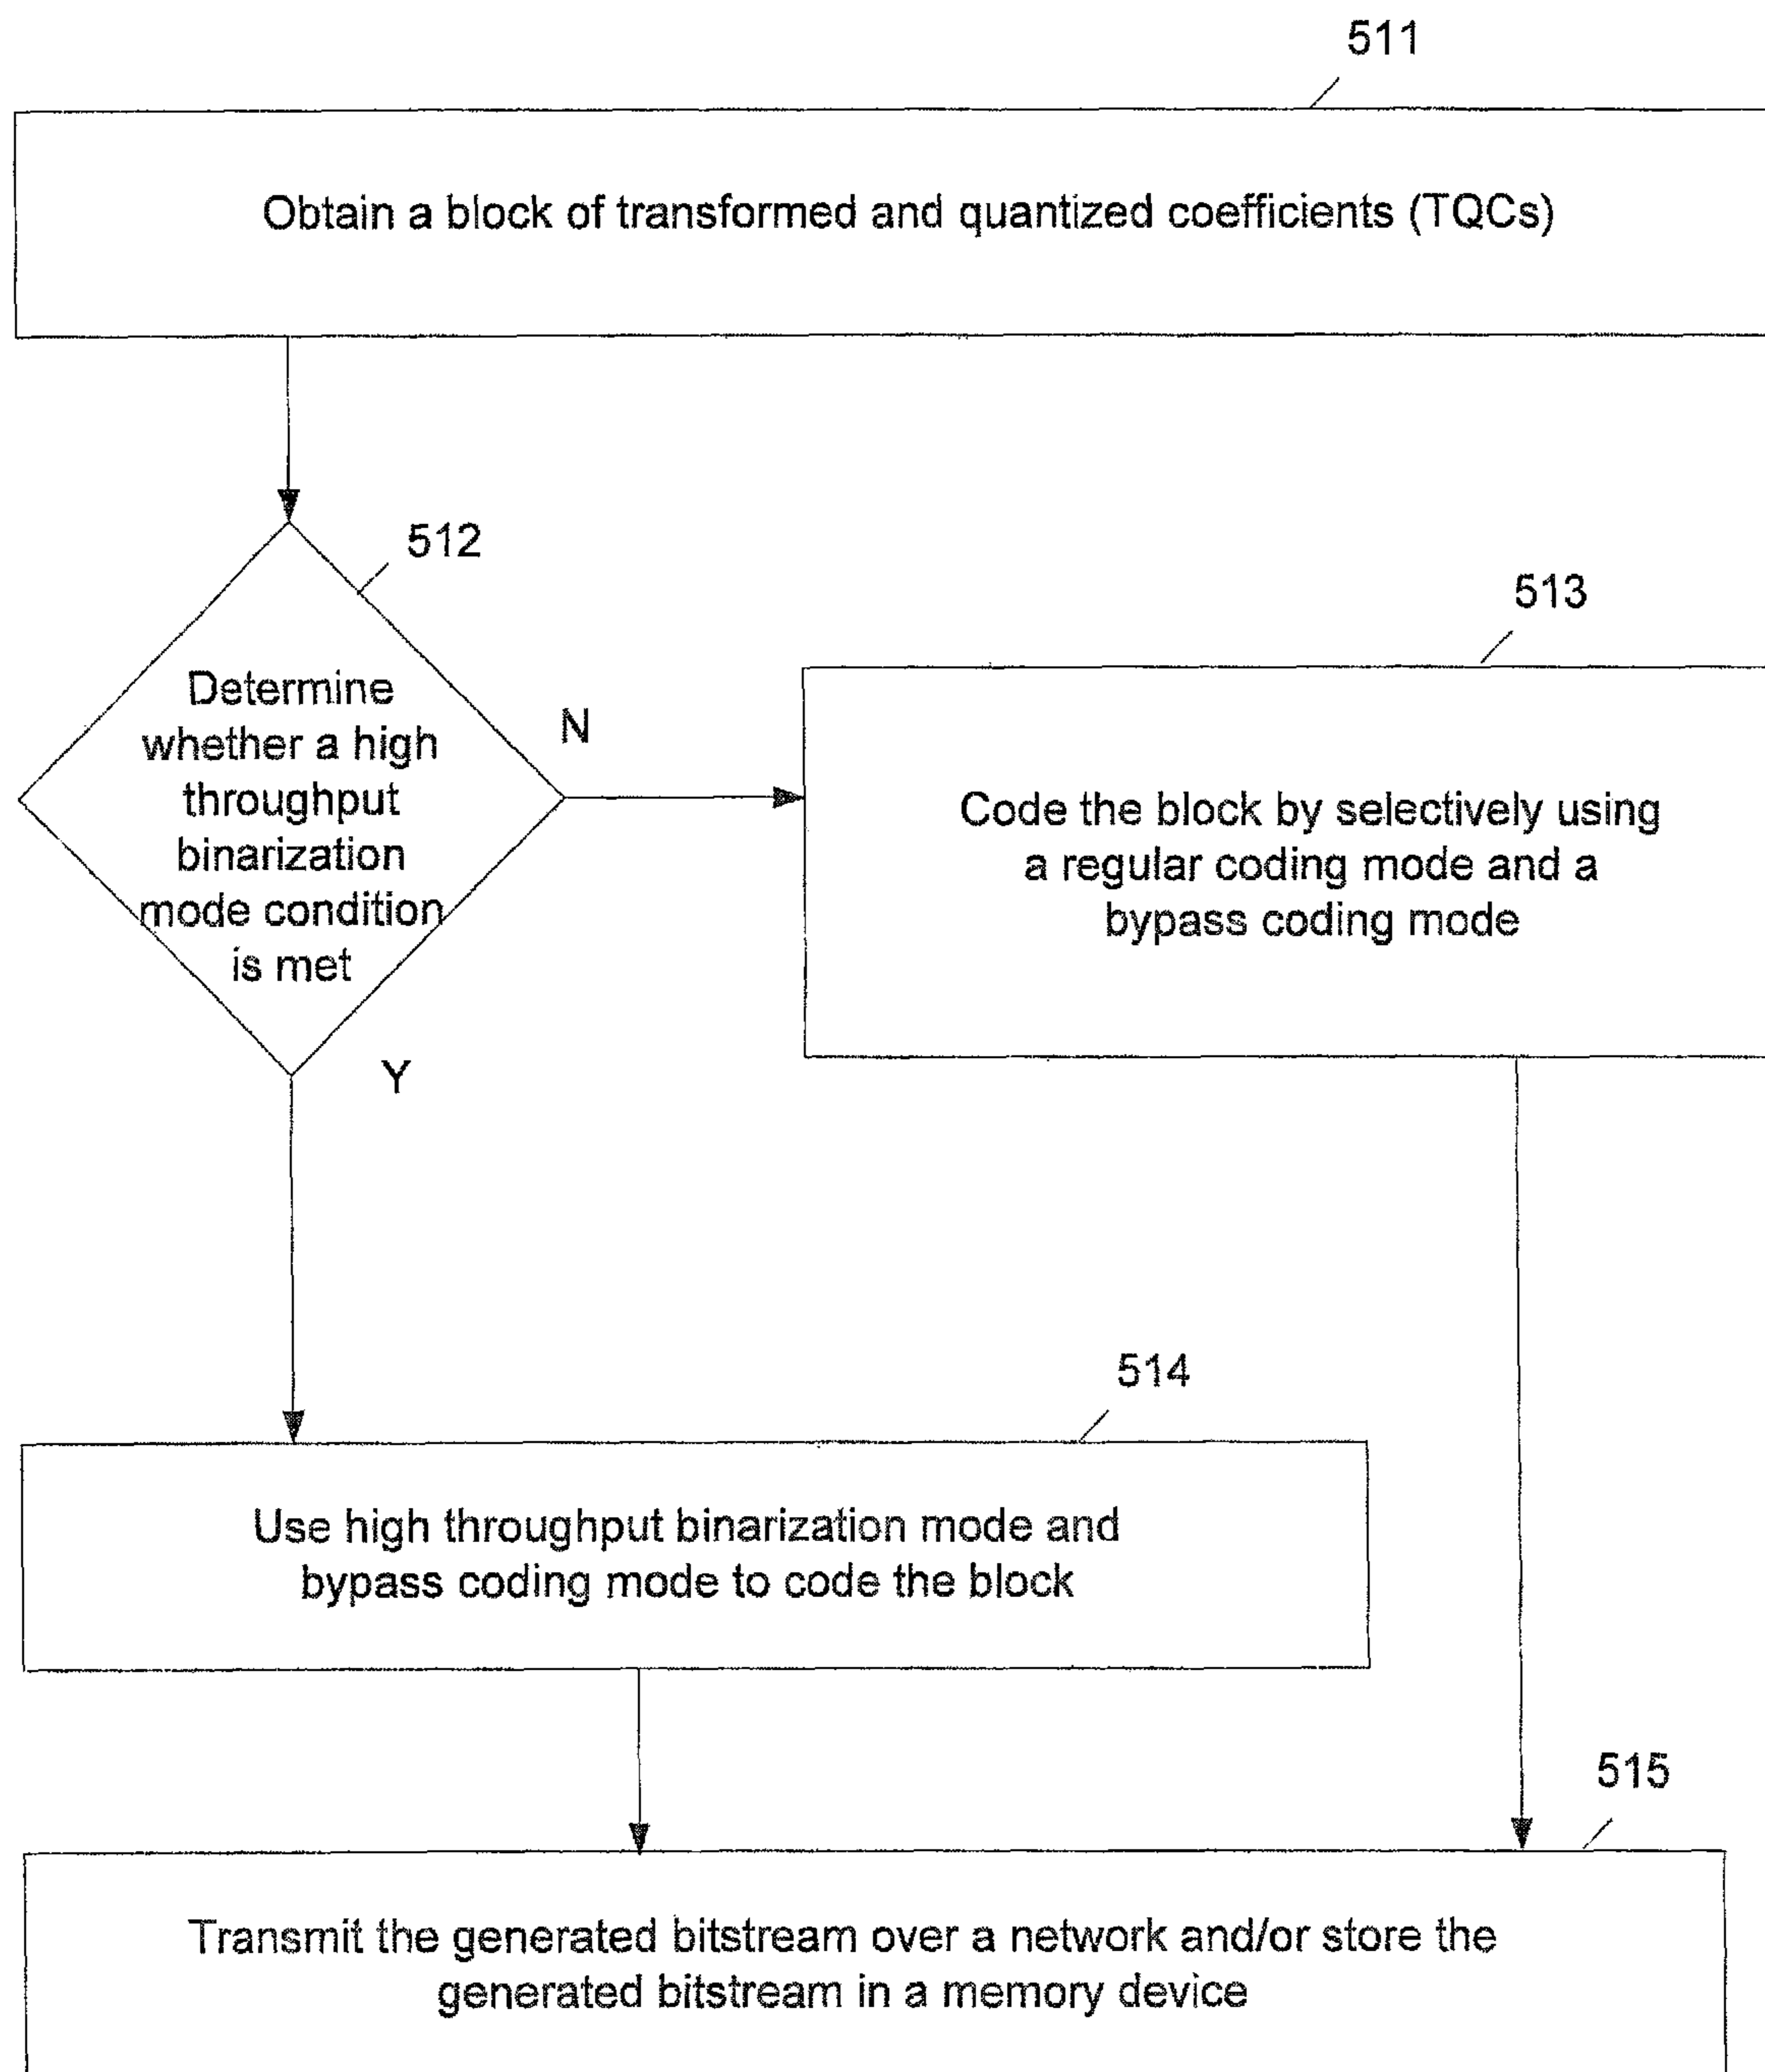 511
Obtain a block of transformed and quantized coefficients (TQCs)
512
Determine
whether a high
throughput
binarization
mode condition
is met
N
Y
513
Code the block by selectively using
a regular coding mode and a
bypass coding mode
514
Use high throughput binarization mode and
bypass coding mode to code the block
515
Transmit the generated bitstream over a network and/or store the
generated bitstream in a memory device